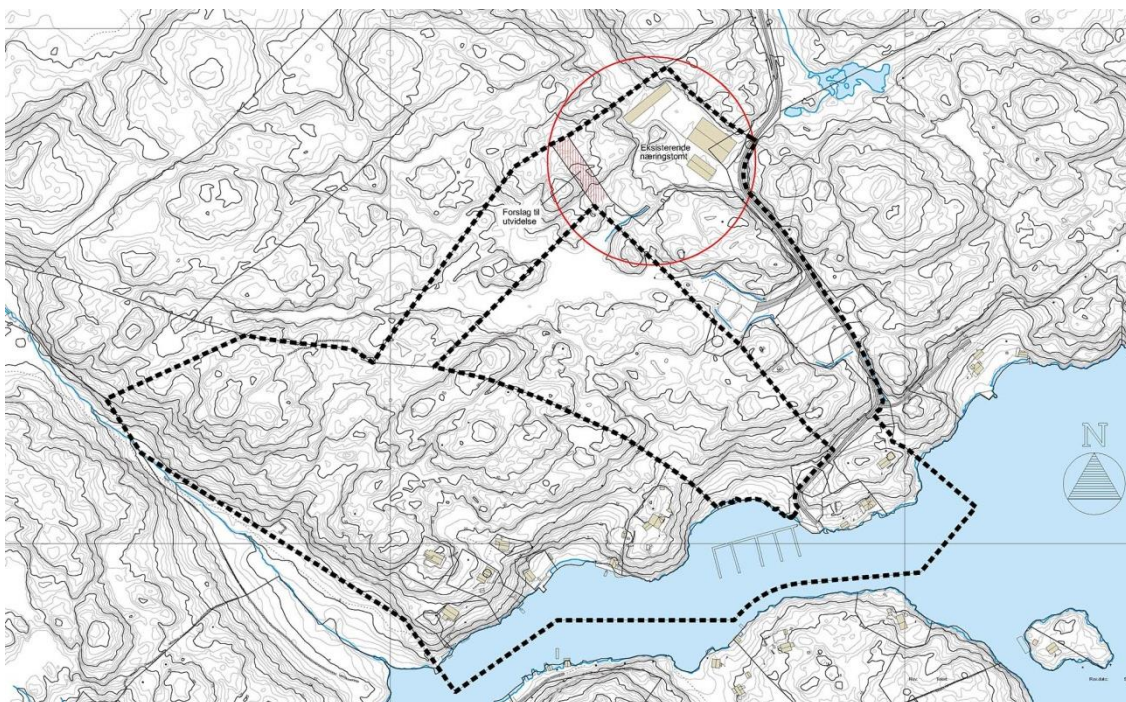 Eksisterende
næringstomt
Forslag til
utvidelse
N